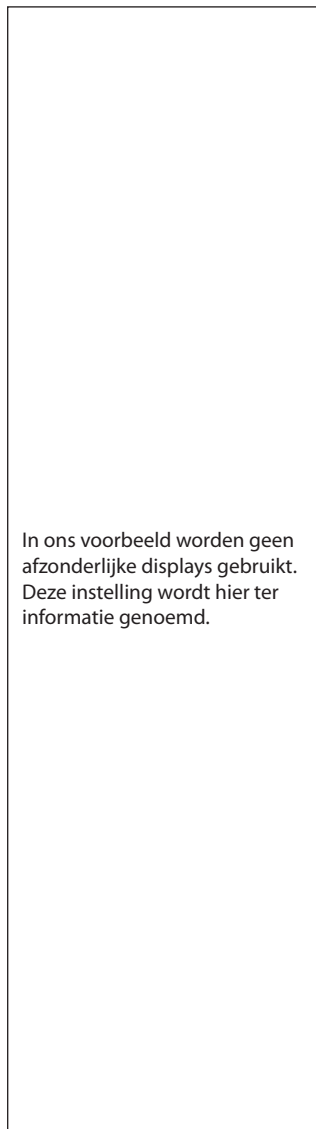 In ons voorbeeld worden geen
afzonderlijke displays gebruikt.
Deze instelling wordt hier ter
informatie genoemd.